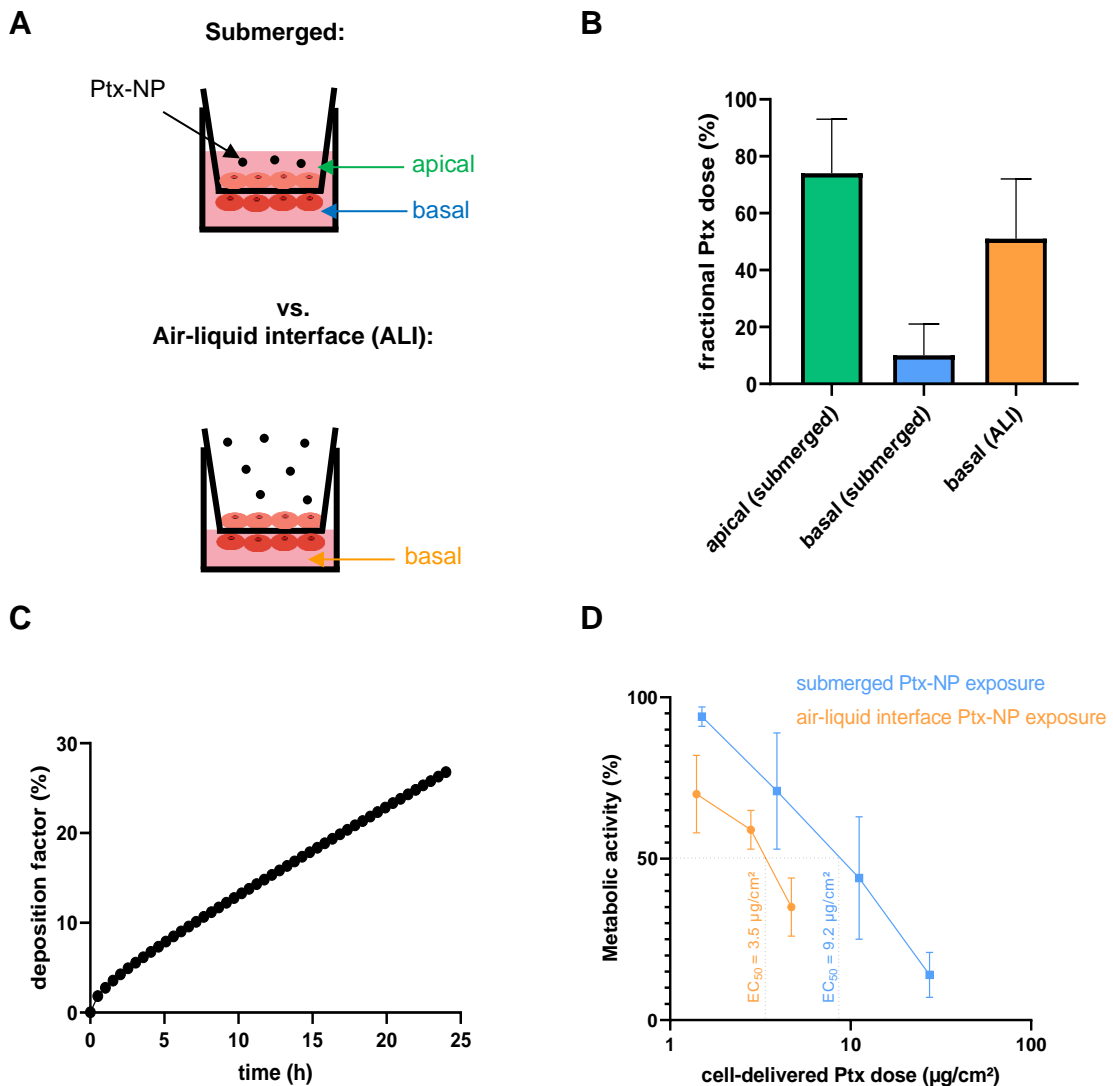 A
Submerged:
Ptx-NP
apical
basal
vs.
Air-liquid interface (ALI):
basal
B
fractional Ptx dose (%)
100
80
60
40
20
0
apical (submerged)
basal (submerged)
basal (ALI)
C
deposition factor (%)
30
20
10
0
0 5 10 15 20 25
time (h)
D
submerged Ptx-NP exposure
air-liquid interface Ptx-NP exposure
Metabolic activity (%)
100
50
0
EC₅₀ = 3.5 µg/cm²
EC₅₀ = 9.2 µg/cm²
1 10 100
cell-delivered Ptx dose (µg/cm²)